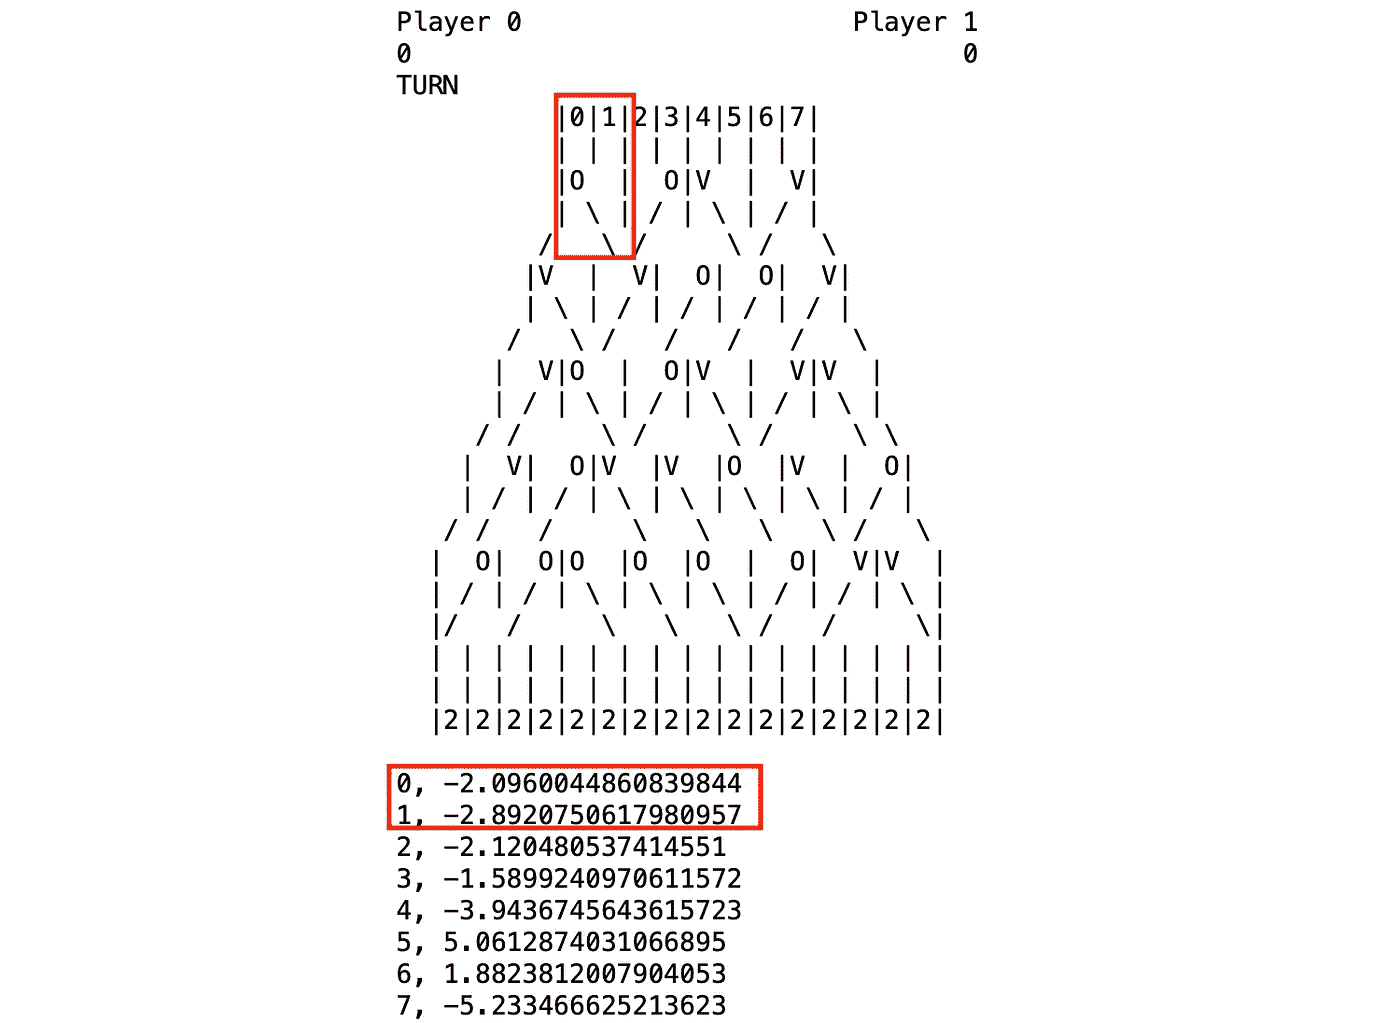 Player 0                     Player 1
0                                   0
TURN
          |0|1|2|3|4|5|6|7|
          | | | | | | | | |
          |O  |  O|V  |  V|
          | \ | / | \ | / |
         /   \ /     \ /   \
        |V  |  V|  O|  O|  V|
        | \ | / | / | / | / |
       /   \ /   /   /   /   \
      |  V|O  |  O|V  |  V|V  |
      | / | \ | / | \ | / | \ |
     / /     \ /     \ /     \ \
    |  V|  O|V  |V  |O  |V  |  O|
    | / | / | \ | \ | \ | \ | / |
   / /   /     \   \   \   \ /   \
  |  O|  O|O  |O  |O  |  O|  V|V  |
  | / | / | \ | \ | \ | / | / | \ |
  |/   /     \   \   \ /   /     \|
  | | | | | | | | | | | | | | | | |
  | | | | | | | | | | | | | | | | |
  |2|2|2|2|2|2|2|2|2|2|2|2|2|2|2|2|
0, -2.0960044860839844
1, -2.8920750617980957
2, -2.120480537414551
3, -1.5899240970611572
4, -3.9436745643615723
5, 5.0612874031066895
6, 1.8823812007904053
7, -5.233466625213623